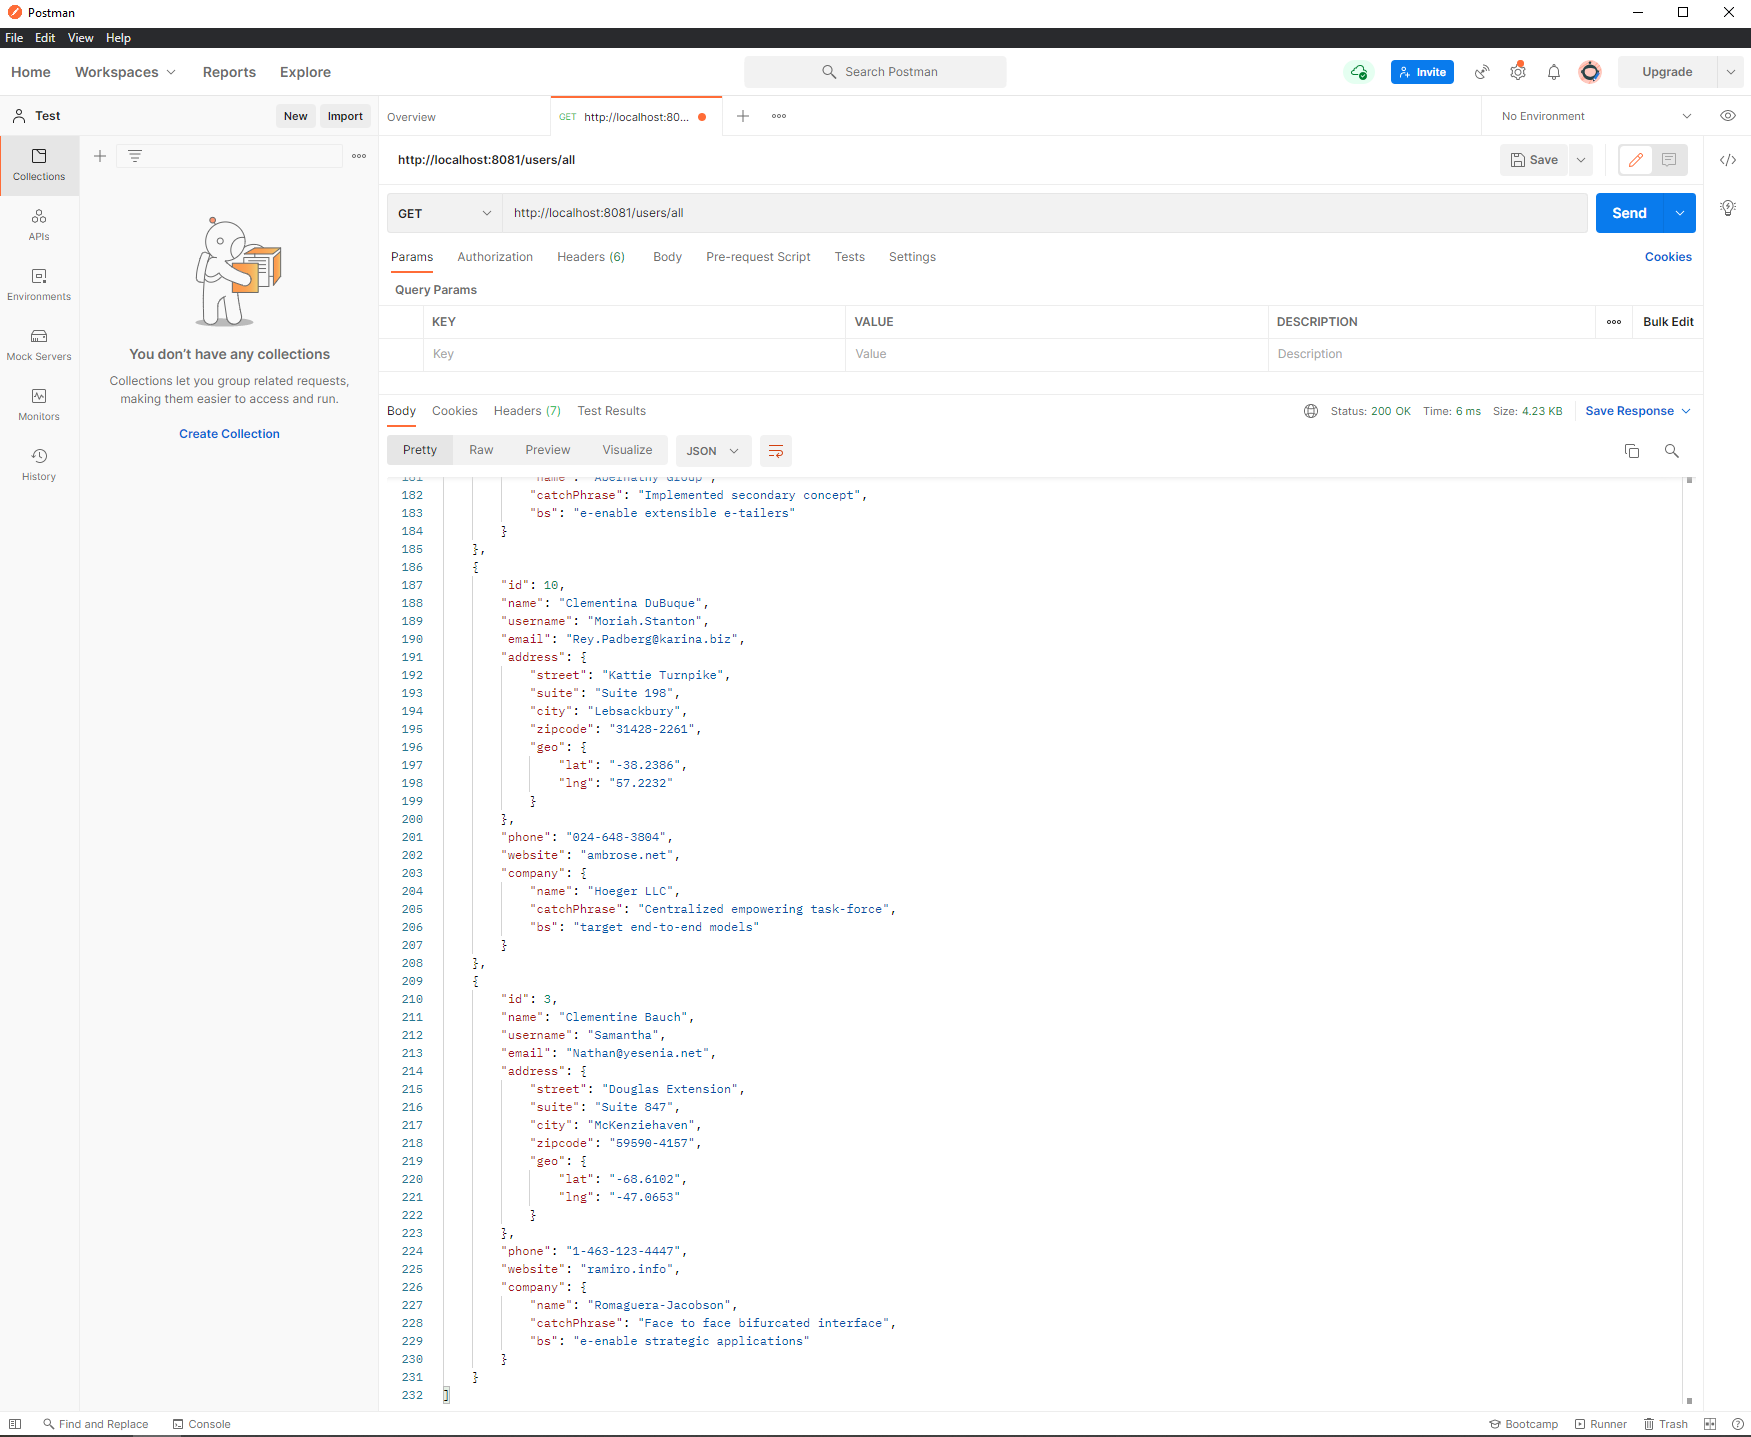 Postman
File Edit View Help
Home Workspaces Reports Explore Search Postman Invite Upgrade
Test New Import Overview GET http://localhost:80... No Environment
Collections
APIs
Environments
Mock Servers
Monitors
History
You don't have any collections
Collections let you group related requests,
making them easier to access and run.
Create Collection
http://localhost:8081/users/all Save
GET http://localhost:8081/users/all Send
Params Authorization Headers (6) Body Pre-request Script Tests Settings Cookies
Query Params
KEY VALUE DESCRIPTION Bulk Edit
Key Value Description
Body Cookies Headers (7) Test Results Status: 200 OK Time: 6 ms Size: 4.23 KB Save Response
Pretty Raw Preview Visualize JSON
181 "name": "Abernathy Group",
182 "catchPhrase": "Implemented secondary concept",
183 "bs": "e-enable extensible e-tailers"
184 }
185 },
186 {
187 "id": 10,
188 "name": "Clementina DuBuque",
189 "username": "Moriah.Stanton",
190 "email": "Rey.Padberg@karina.biz",
191 "address": {
192 "street": "Kattie Turnpike",
193 "suite": "Suite 198",
194 "city": "Lebsackbury",
195 "zipcode": "31428-2261",
196 "geo": {
197 "lat": "-38.2386",
198 "lng": "57.2232"
199 }
200 },
201 "phone": "024-648-3804",
202 "website": "ambrose.net",
203 "company": {
204 "name": "Hoeger LLC",
205 "catchPhrase": "Centralized empowering task-force",
206 "bs": "target end-to-end models"
207 }
208 },
209 {
210 "id": 3,
211 "name": "Clementine Bauch",
212 "username": "Samantha",
213 "email": "Nathan@yesenia.net",
214 "address": {
215 "street": "Douglas Extension",
216 "suite": "Suite 847",
217 "city": "McKenziehaven",
218 "zipcode": "59590-4157",
219 "geo": {
220 "lat": "-68.6102",
221 "lng": "-47.0653"
222 }
223 },
224 "phone": "1-463-123-4447",
225 "website": "ramiro.info",
226 "company": {
227 "name": "Romaguera-Jacobson",
228 "catchPhrase": "Face to face bifurcated interface",
229 "bs": "e-enable strategic applications"
230 }
231 }
232 ]
Find and Replace Console Bootcamp Runner Trash